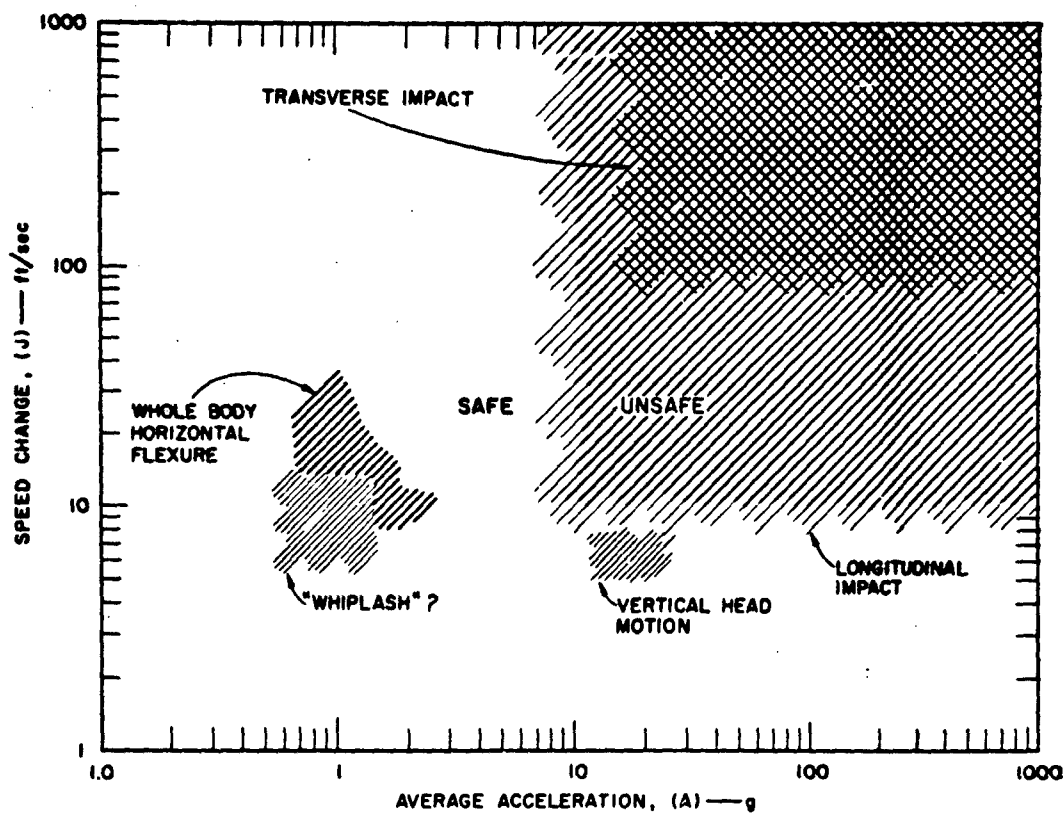 1000
100
10
1
SPEED CHANGE, (J) — ft/sec
TRANSVERSE IMPACT
WHOLE BODY
HORIZONTAL
FLEXURE
SAFE
UNSAFE
"WHIPLASH" ?
VERTICAL HEAD
MOTION
LONGITUDINAL
IMPACT
1.0
1
10
100
1000
AVERAGE ACCELERATION, (A) — g